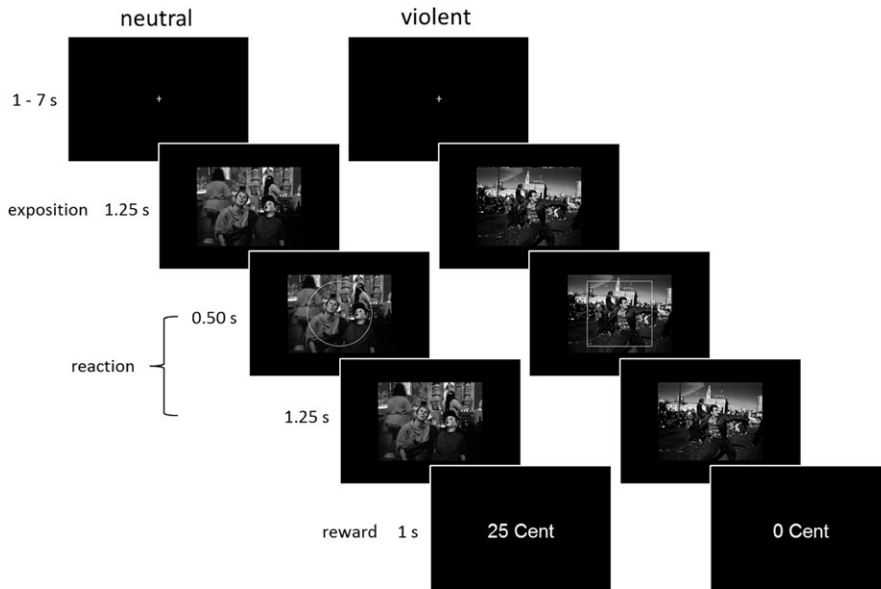 neutral violent
1 - 7 s
exposition 1.25 s
0.50 s
reaction
1.25 s
reward 1 s 25 Cent 0 Cent